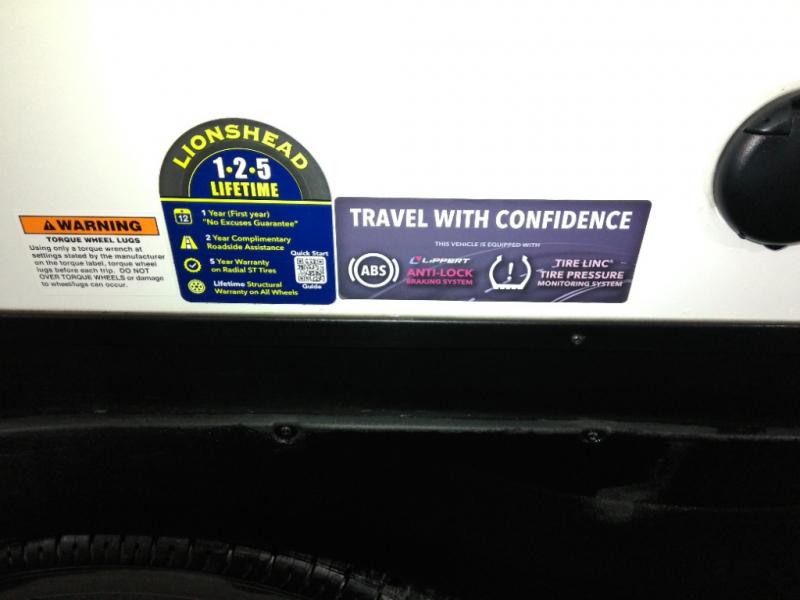 WARNING
TORQUE WHEEL LUGS
Using only a torque wrench at
settings stated by the manufacturer
on the torque label, torque wheel
lugs before each trip. DO NOT
OVER TORQUE WHEELS or damage
to wheel/lugs can occur.
LIONSHEAD
1•2•5
LIFETIME
12
1 Year (First year)
"No Excuses Guarantee"
2 Year Complimentary
Roadside Assistance
5 Year Warranty
on Radial ST Tires
Lifetime Structural
Warranty on All Wheels
Quick Start
Guide
TRAVEL WITH CONFIDENCE
THIS VEHICLE IS EQUIPPED WITH
ABS
LIPPERT
ANTI-LOCK
BRAKING SYSTEM
TIRE LINC®
TIRE PRESSURE
MONITORING SYSTEM